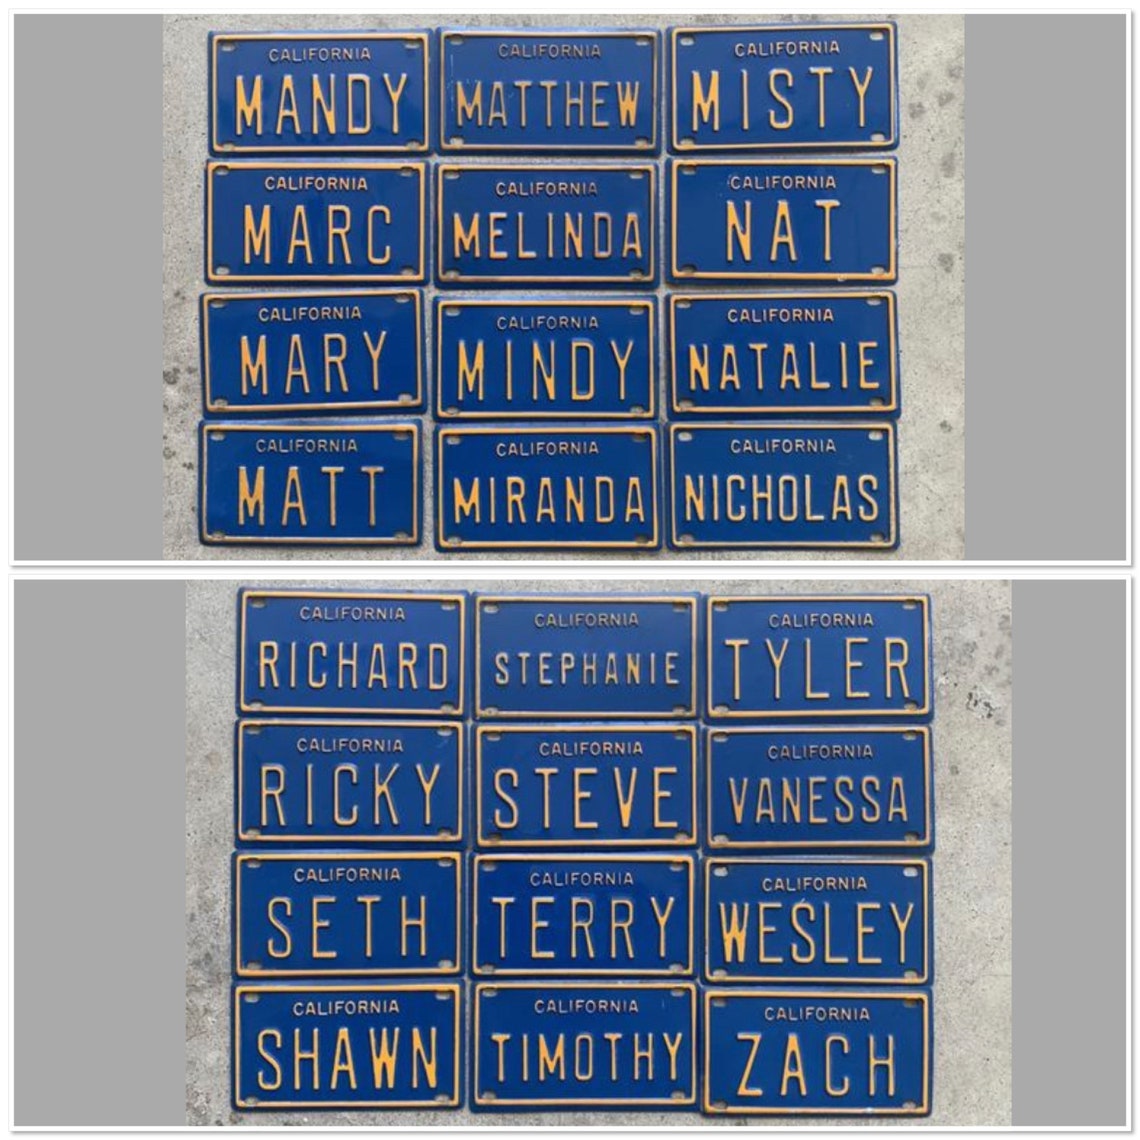 CALIFORNIA
MANDY
CALIFORNIA
MATTHEW
CALIFORNIA
MISTY
CALIFORNIA
MARC
CALIFORNIA
MELINDA
CALIFORNIA
NAT
CALIFORNIA
MARY
CALIFORNIA
MINDY
CALIFORNIA
NATALIE
CALIFORNIA
MATT
CALIFORNIA
MIRANDA
CALIFORNIA
NICHOLAS
CALIFORNIA
RICHARD
CALIFORNIA
STEPHANIE
CALIFORNIA
TYLER
CALIFORNIA
RICKY
CALIFORNIA
STEVE
CALIFORNIA
VANESSA
CALIFORNIA
SETH
CALIFORNIA
TERRY
CALIFORNIA
WESLEY
CALIFORNIA
SHAWN
CALIFORNIA
TIMOTHY
CALIFORNIA
ZACH